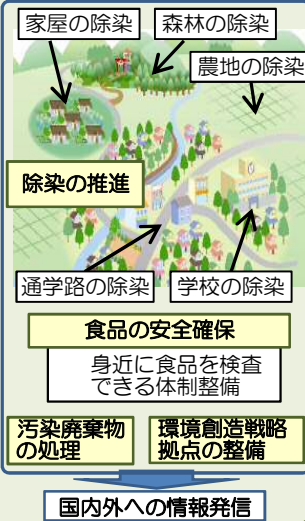 家屋の除染
森林の除染
農地の除染
除染の推進
通学路の除染
学校の除染
食品の安全確保
身近に食品を検査
できる体制整備
汚染廃棄物
の処理
環境創造戦略
拠点の整備
国内外への情報発信